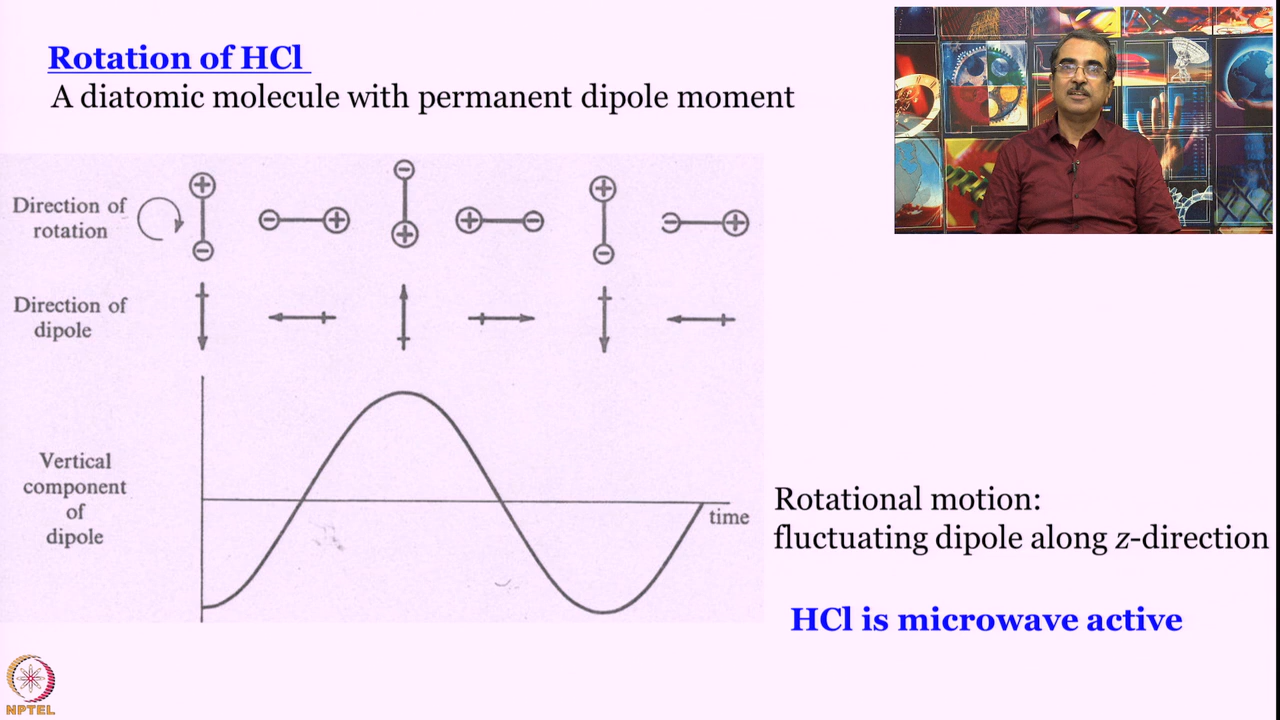 Rotation of HCl
A diatomic molecule with permanent dipole moment
Direction of
rotation
Direction of
dipole
Vertical
component
of
dipole
time
Rotational motion:
fluctuating dipole along z-direction
HCl is microwave active
NPTEL